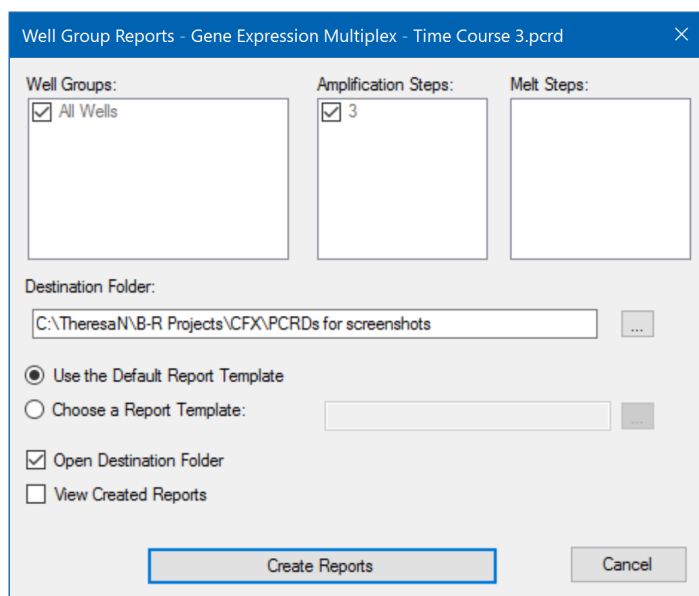 Well Group Reports - Gene Expression Multiplex - Time Course 3.pcrd
Well Groups:
Amplification Steps:
Melt Steps:
All Wells
3
Destination Folder:
C:\TheresaN\B-R Projects\CFX\PCRDs for screenshots
...
Use the Default Report Template
Choose a Report Template:
...
Open Destination Folder
View Created Reports
Create Reports
Cancel